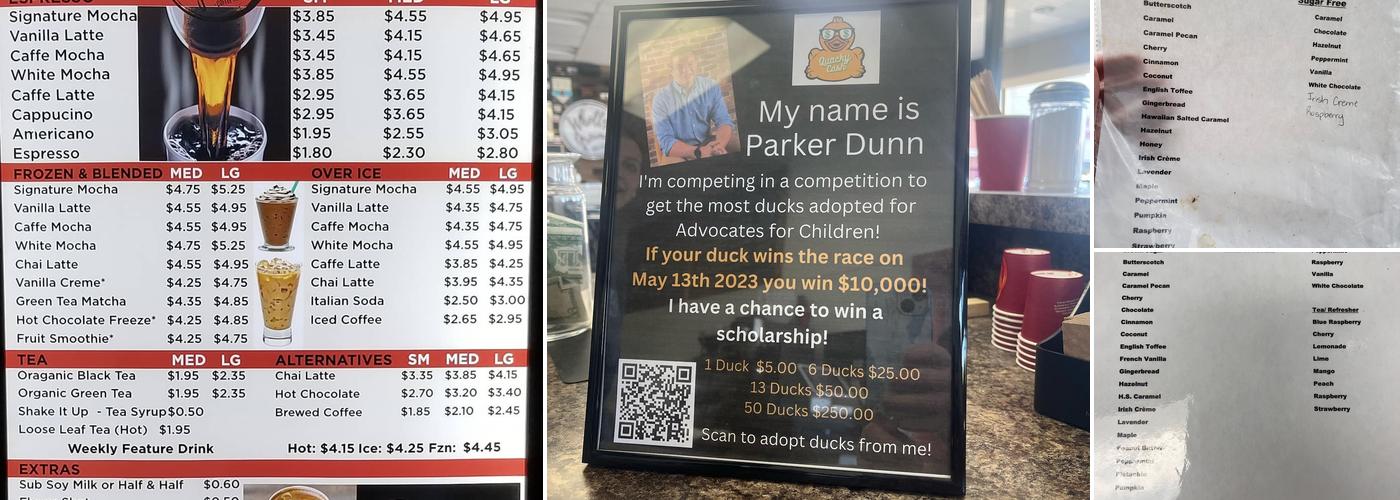 ESPRESSO SM MED LG
Signature Mocha $3.85 $4.55 $4.95
Vanilla Latte $3.45 $4.15 $4.65
Caffe Mocha $3.45 $4.15 $4.65
White Mocha $3.85 $4.55 $4.95
Caffe Latte $2.95 $3.65 $4.15
Cappucino $2.95 $3.65 $4.15
Americano $1.95 $2.55 $3.05
Espresso $1.80 $2.30 $2.80
FROZEN & BLENDED MED LG
Signature Mocha $4.75 $5.25
Vanilla Latte $4.55 $4.95
Caffe Mocha $4.55 $4.95
White Mocha $4.75 $5.25
Chai Latte $4.55 $4.95
Vanilla Creme* $4.25 $4.75
Green Tea Matcha $4.35 $4.85
Hot Chocolate Freeze* $4.25 $4.85
Fruit Smoothie* $4.25 $4.75
OVER ICE MED LG
Signature Mocha $4.55 $4.95
Vanilla Latte $4.35 $4.75
Caffe Mocha $4.35 $4.75
White Mocha $4.55 $4.95
Caffe Latte $3.85 $4.25
Chai Latte $3.95 $4.35
Italian Soda $2.50 $3.00
Iced Coffee $2.65 $2.95
TEA MED LG
Oraganic Black Tea $1.95 $2.35
Organic Green Tea $1.95 $2.35
Shake It Up - Tea Syrup $0.50
Loose Leaf Tea (Hot) $1.95
ALTERNATIVES SM MED LG
Chai Latte $3.35 $3.85 $4.15
Hot Chocolate $2.70 $3.20 $3.40
Brewed Coffee $1.85 $2.10 $2.45
Weekly Feature Drink Hot: $4.15 Ice: $4.25 Fzn: $4.45
EXTRAS
Sub Soy Milk or Half & Half $0.60
Quacky
Cash
My name is
Parker Dunn
I'm competing in a competition to
get the most ducks adopted for
Advocates for Children!
If your duck wins the race on
May 13th 2023 you win $10,000!
I have a chance to win a
scholarship!
1 Duck $5.00 6 Ducks $25.00
13 Ducks $50.00
50 Ducks $250.00
Scan to adopt ducks from me!
Butterscotch
Caramel
Caramel Pecan
Cherry
Cinnamon
Coconut
English Toffee
Gingerbread
Hawaiian Salted Caramel
Hazelnut
Honey
Irish Crème
Lavender
Maple
Peppermint
Pumpkin
Raspberry
Strawberry
Sugar Free
Caramel
Chocolate
Hazelnut
Peppermint
Vanilla
White Chocolate
Irish Creme
Raspberry
Butterscotch
Caramel
Caramel Pecan
Cherry
Chocolate
Cinnamon
Coconut
English Toffee
French Vanilla
Gingerbread
Hazelnut
H.S. Caramel
Irish Crème
Lavender
Maple
Peanut Butter
Peppermint
Pistachio
Pumpkin
Raspberry
Vanilla
White Chocolate
Tea/ Refresher
Blue Raspberry
Cherry
Lemonade
Lime
Mango
Peach
Raspberry
Strawberry